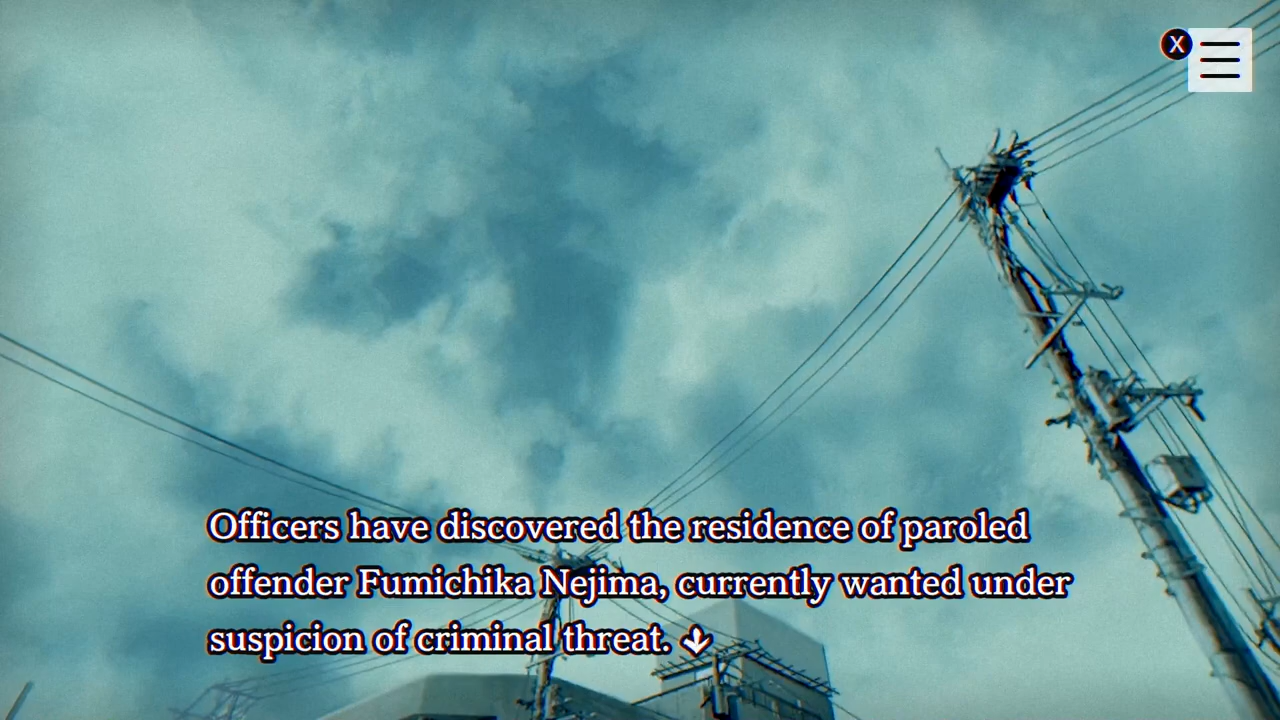 X
Officers have discovered the residence of paroled
offender Fumichika Nejima, currently wanted under
suspicion of criminal threat.